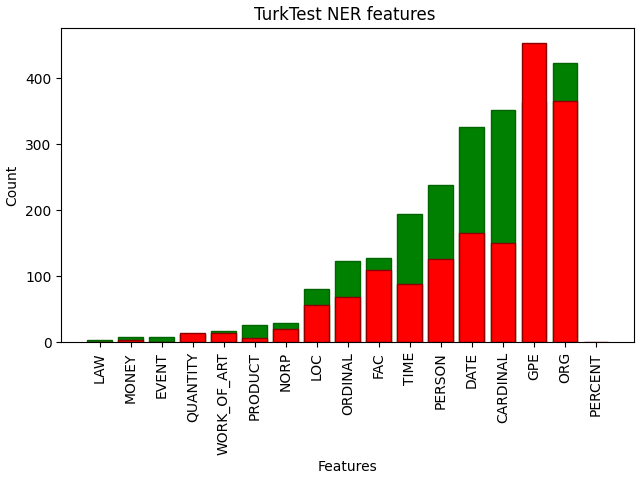 TurkTest NER features
400
300
200
100
0
Count
LAW
MONEY
EVENT
QUANTITY
WORK_OF_ART
PRODUCT
NORP
LOC
ORDINAL
FAC
TIME
PERSON
DATE
CARDINAL
GPE
ORG
PERCENT
Features